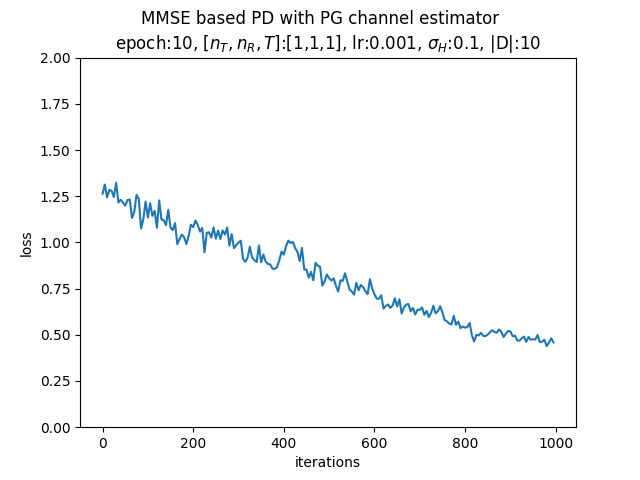 MMSE based PD with PG channel estimator
epoch:10, [n_T, n_R, T]:[1,1,1], lr:0.001, σ_H:0.1, |D|:10
2.00
1.75
1.50
1.25
1.00
0.75
0.50
0.25
0.00
loss
0 200 400 600 800 1000
iterations